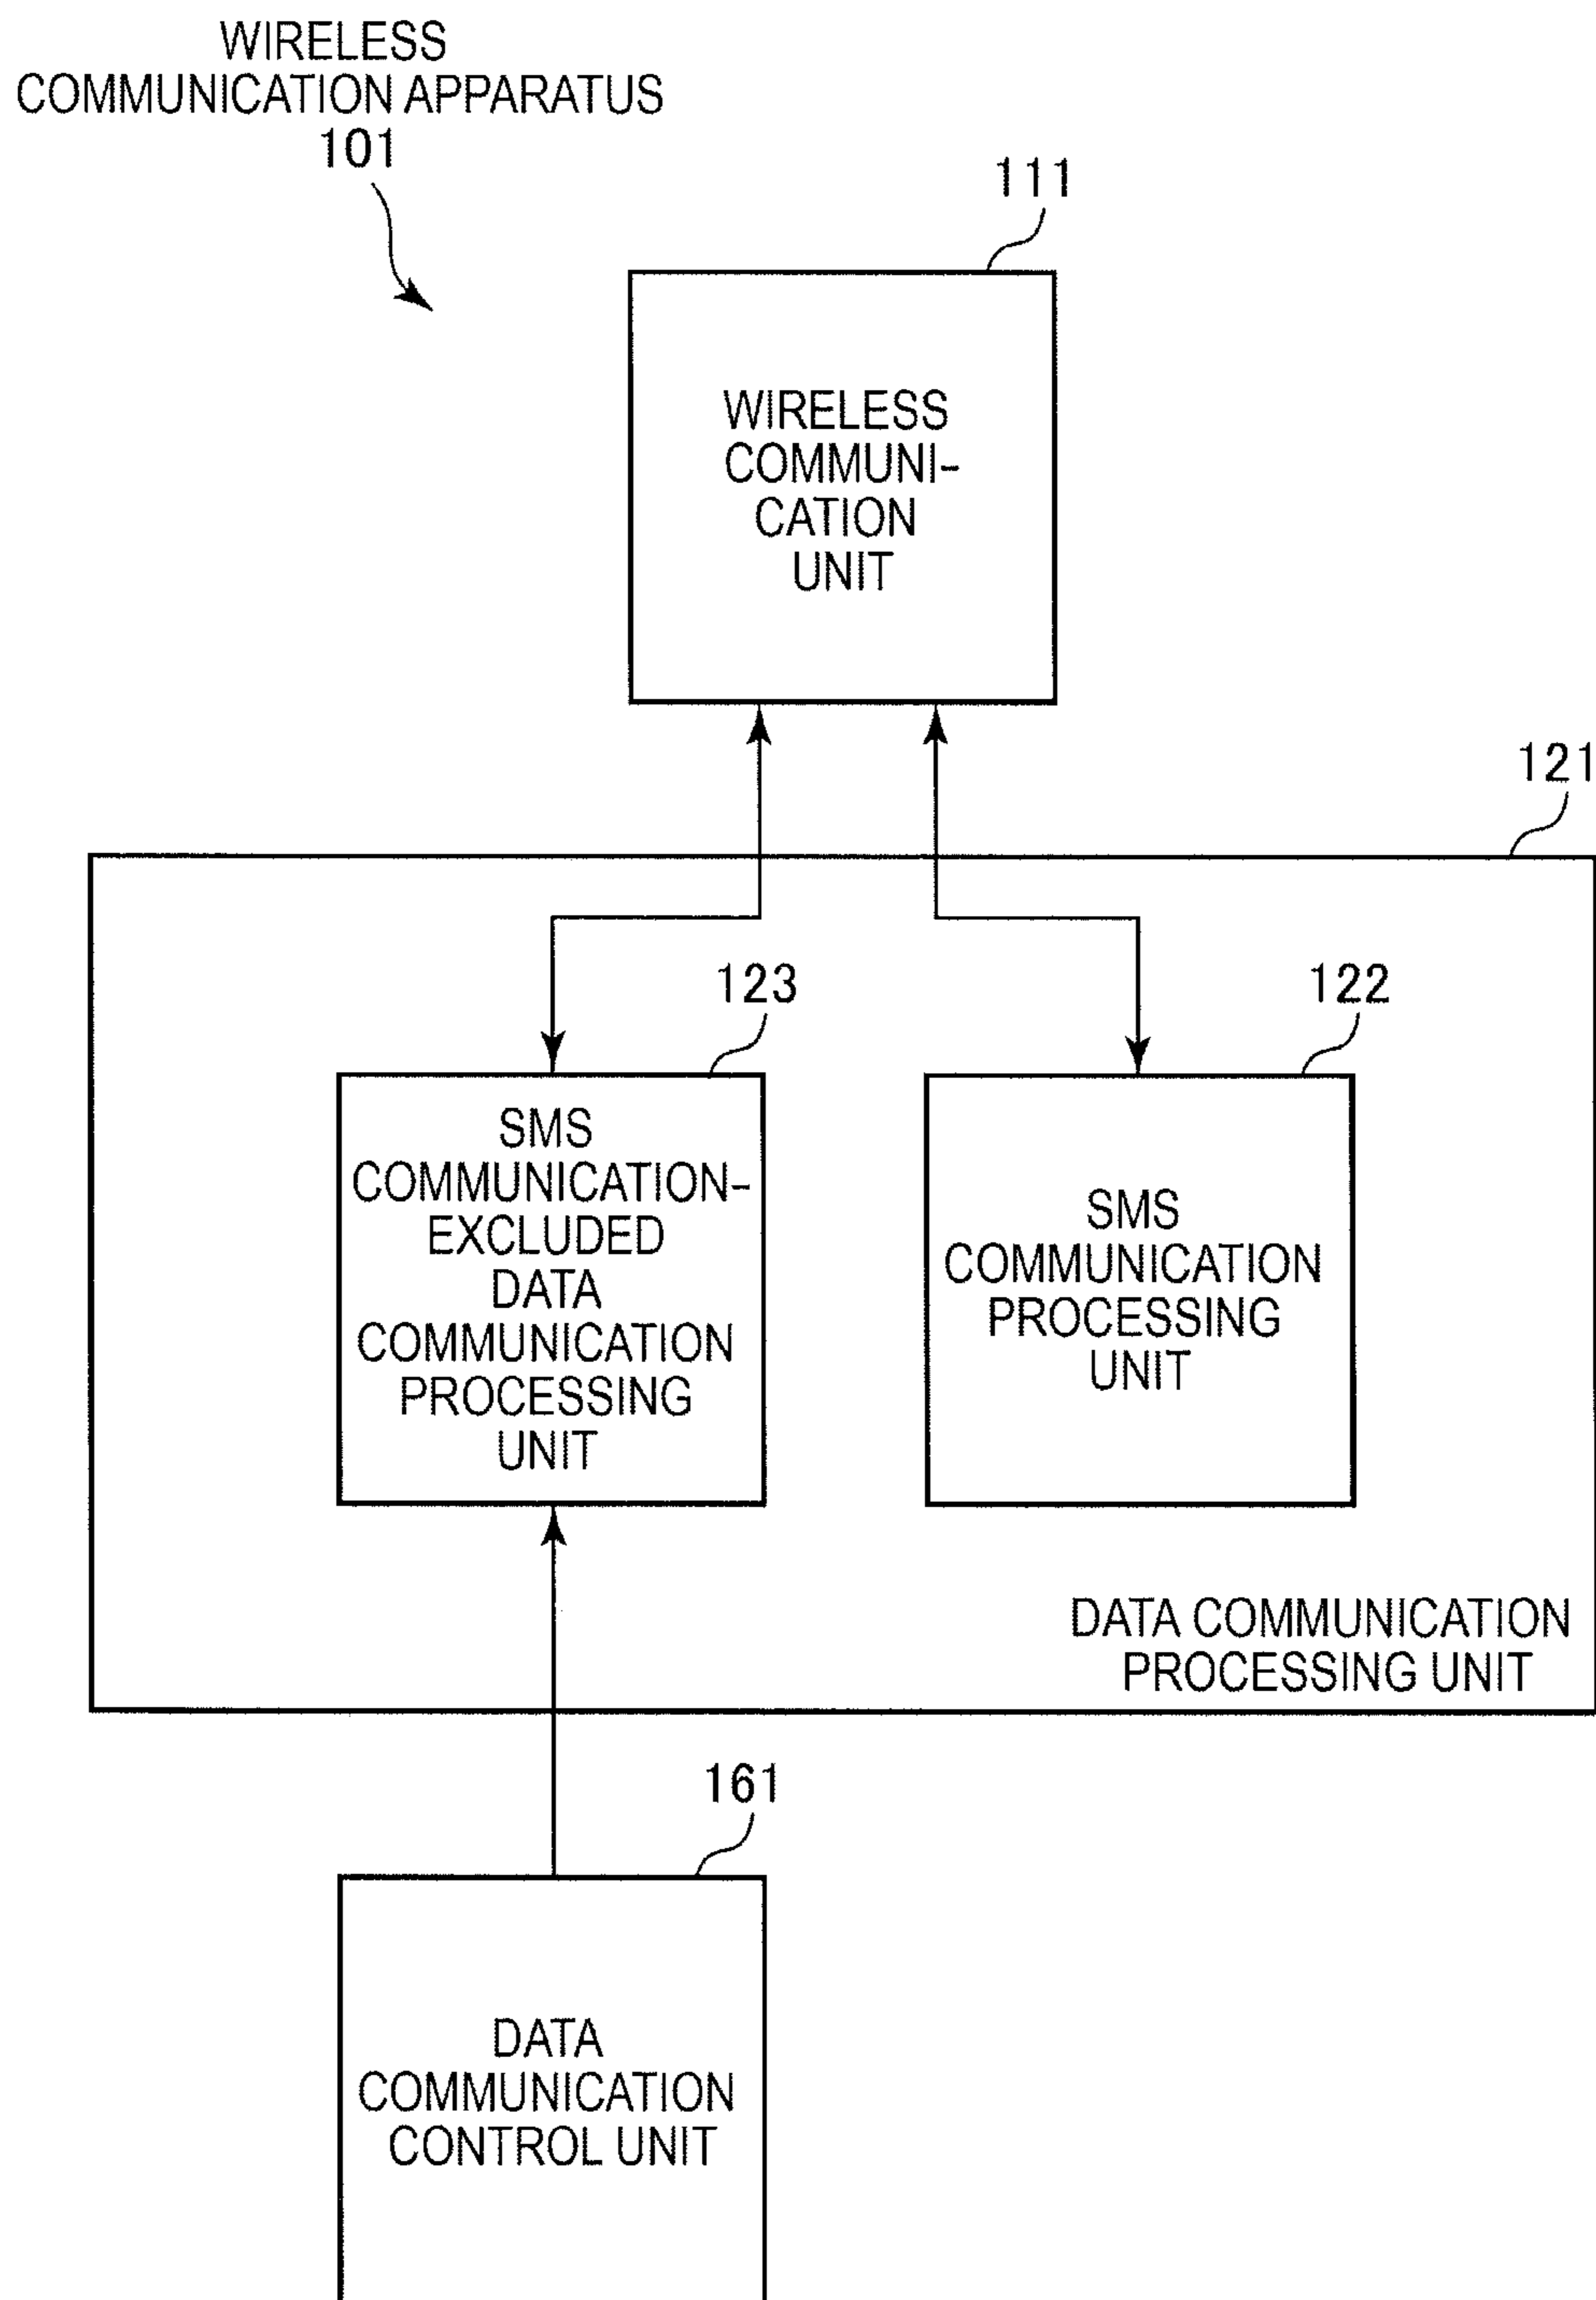 WIRELESS
COMMUNICATION APPARATUS
101
111
WIRELESS
COMMUNI-
CATION
UNIT
121
123
122
SMS
COMMUNICATION-
EXCLUDED
DATA
COMMUNICATION
PROCESSING
UNIT
SMS
COMMUNICATION
PROCESSING
UNIT
DATA COMMUNICATION
PROCESSING UNIT
161
DATA
COMMUNICATION
CONTROL UNIT